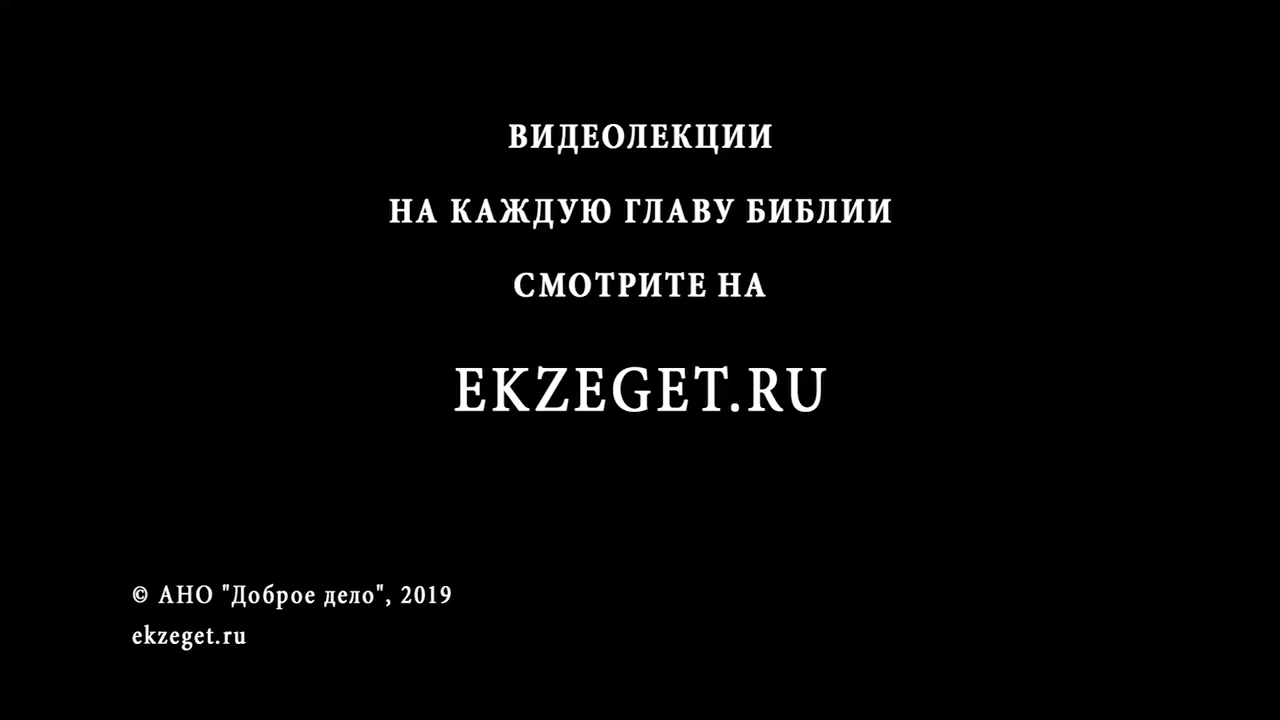 ВИДЕОЛЕКЦИИ
НА КАЖДУЮ ГЛАВУ БИБЛИИ
СМОТРИТЕ НА
EKZEGET.RU
© АНО "Доброе дело", 2019
ekzeget.ru